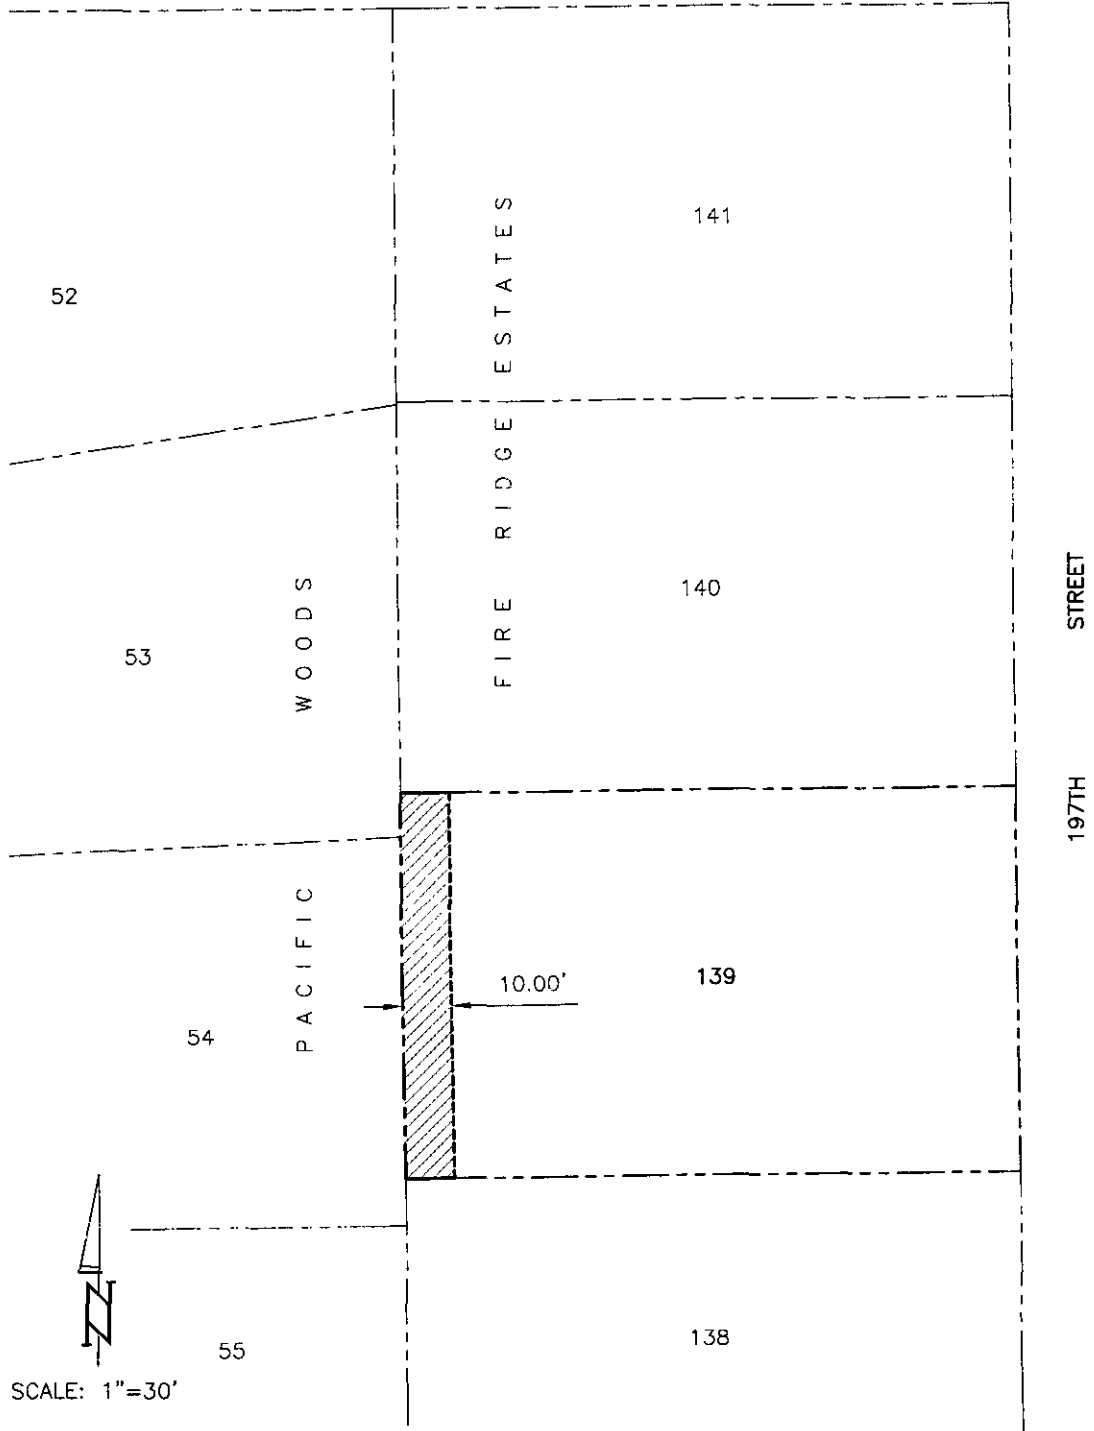 141
52
FIRE RIDGE ESTATES
140
197TH STREET
53
PACIFIC WOODS
139
10.00'
54
138
55
N
SCALE: 1"=30'